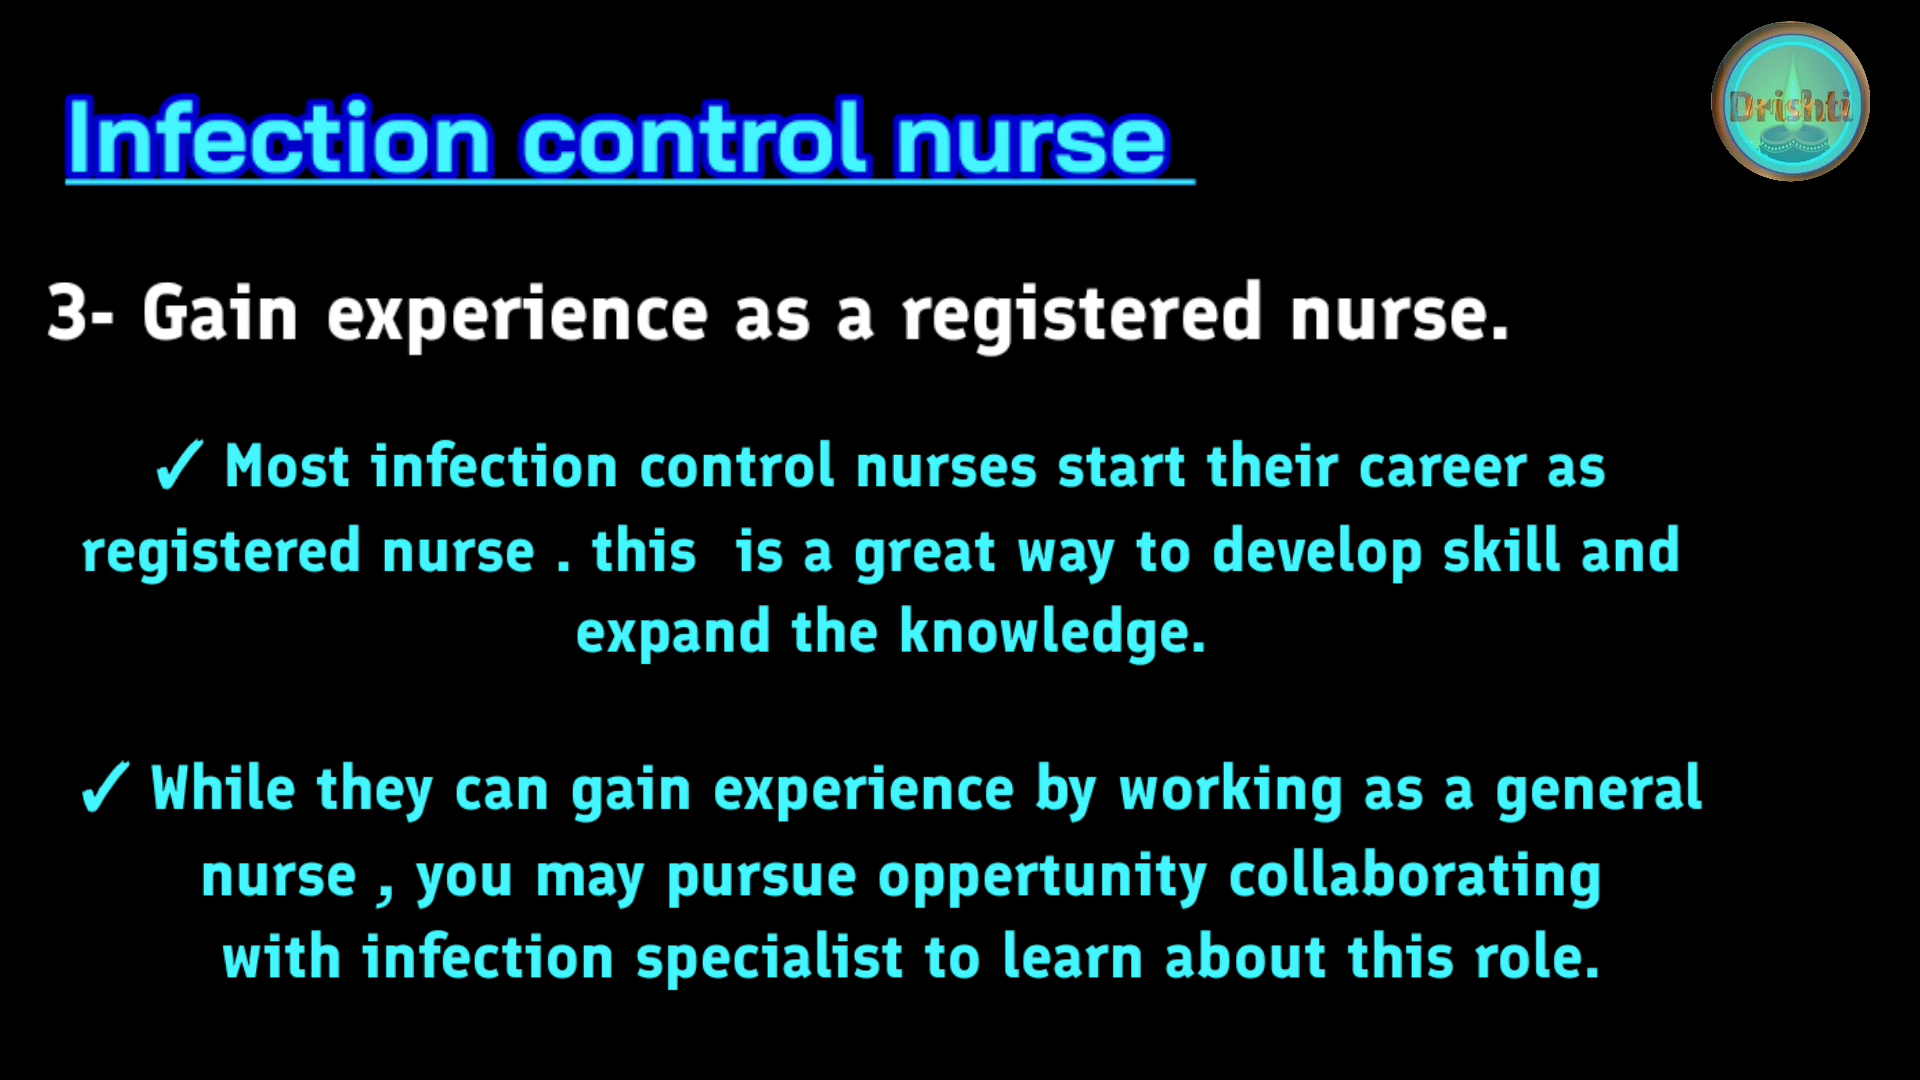 Drishti
Infection control nurse
3- Gain experience as a registered nurse.
✓ Most infection control nurses start their career as
registered nurse . this is a great way to develop skill and
expand the knowledge.
✓ While they can gain experience by working as a general
nurse , you may pursue oppertunity collaborating
with infection specialist to learn about this role.